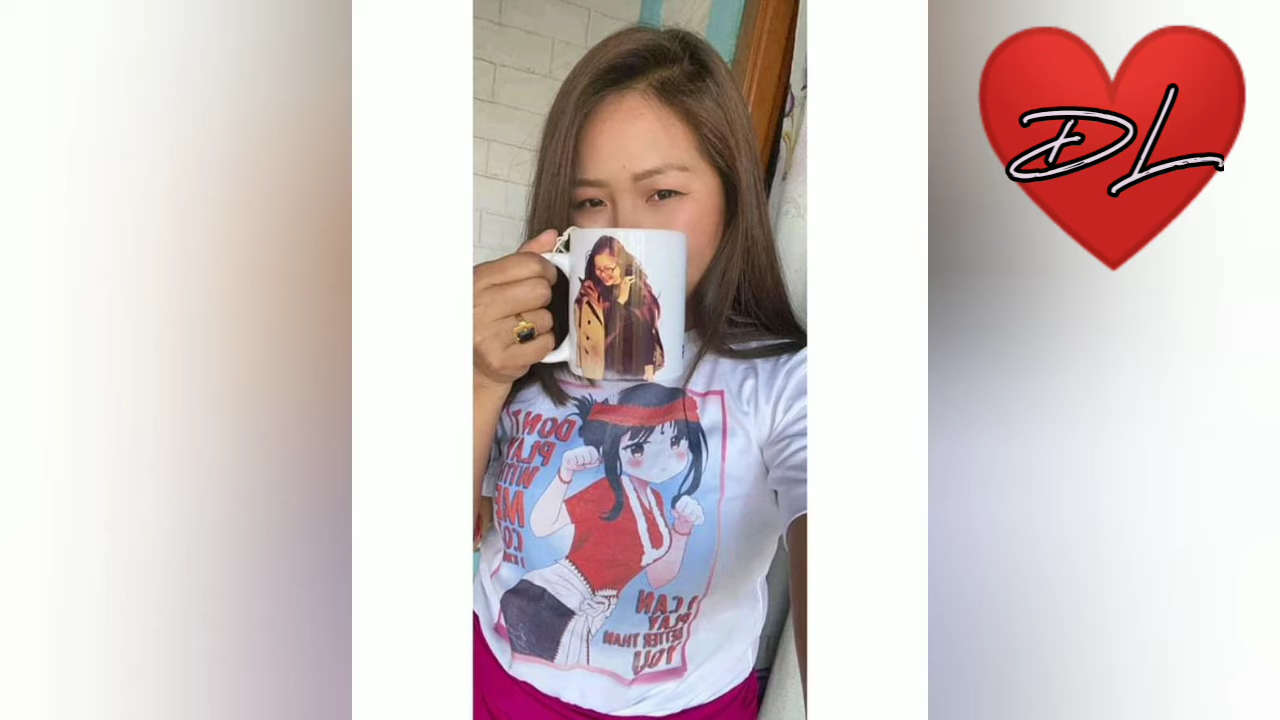 DL
DON'T
PLAY
WITH
ME
I CAN
PLAY
BETTER THAN
YOU